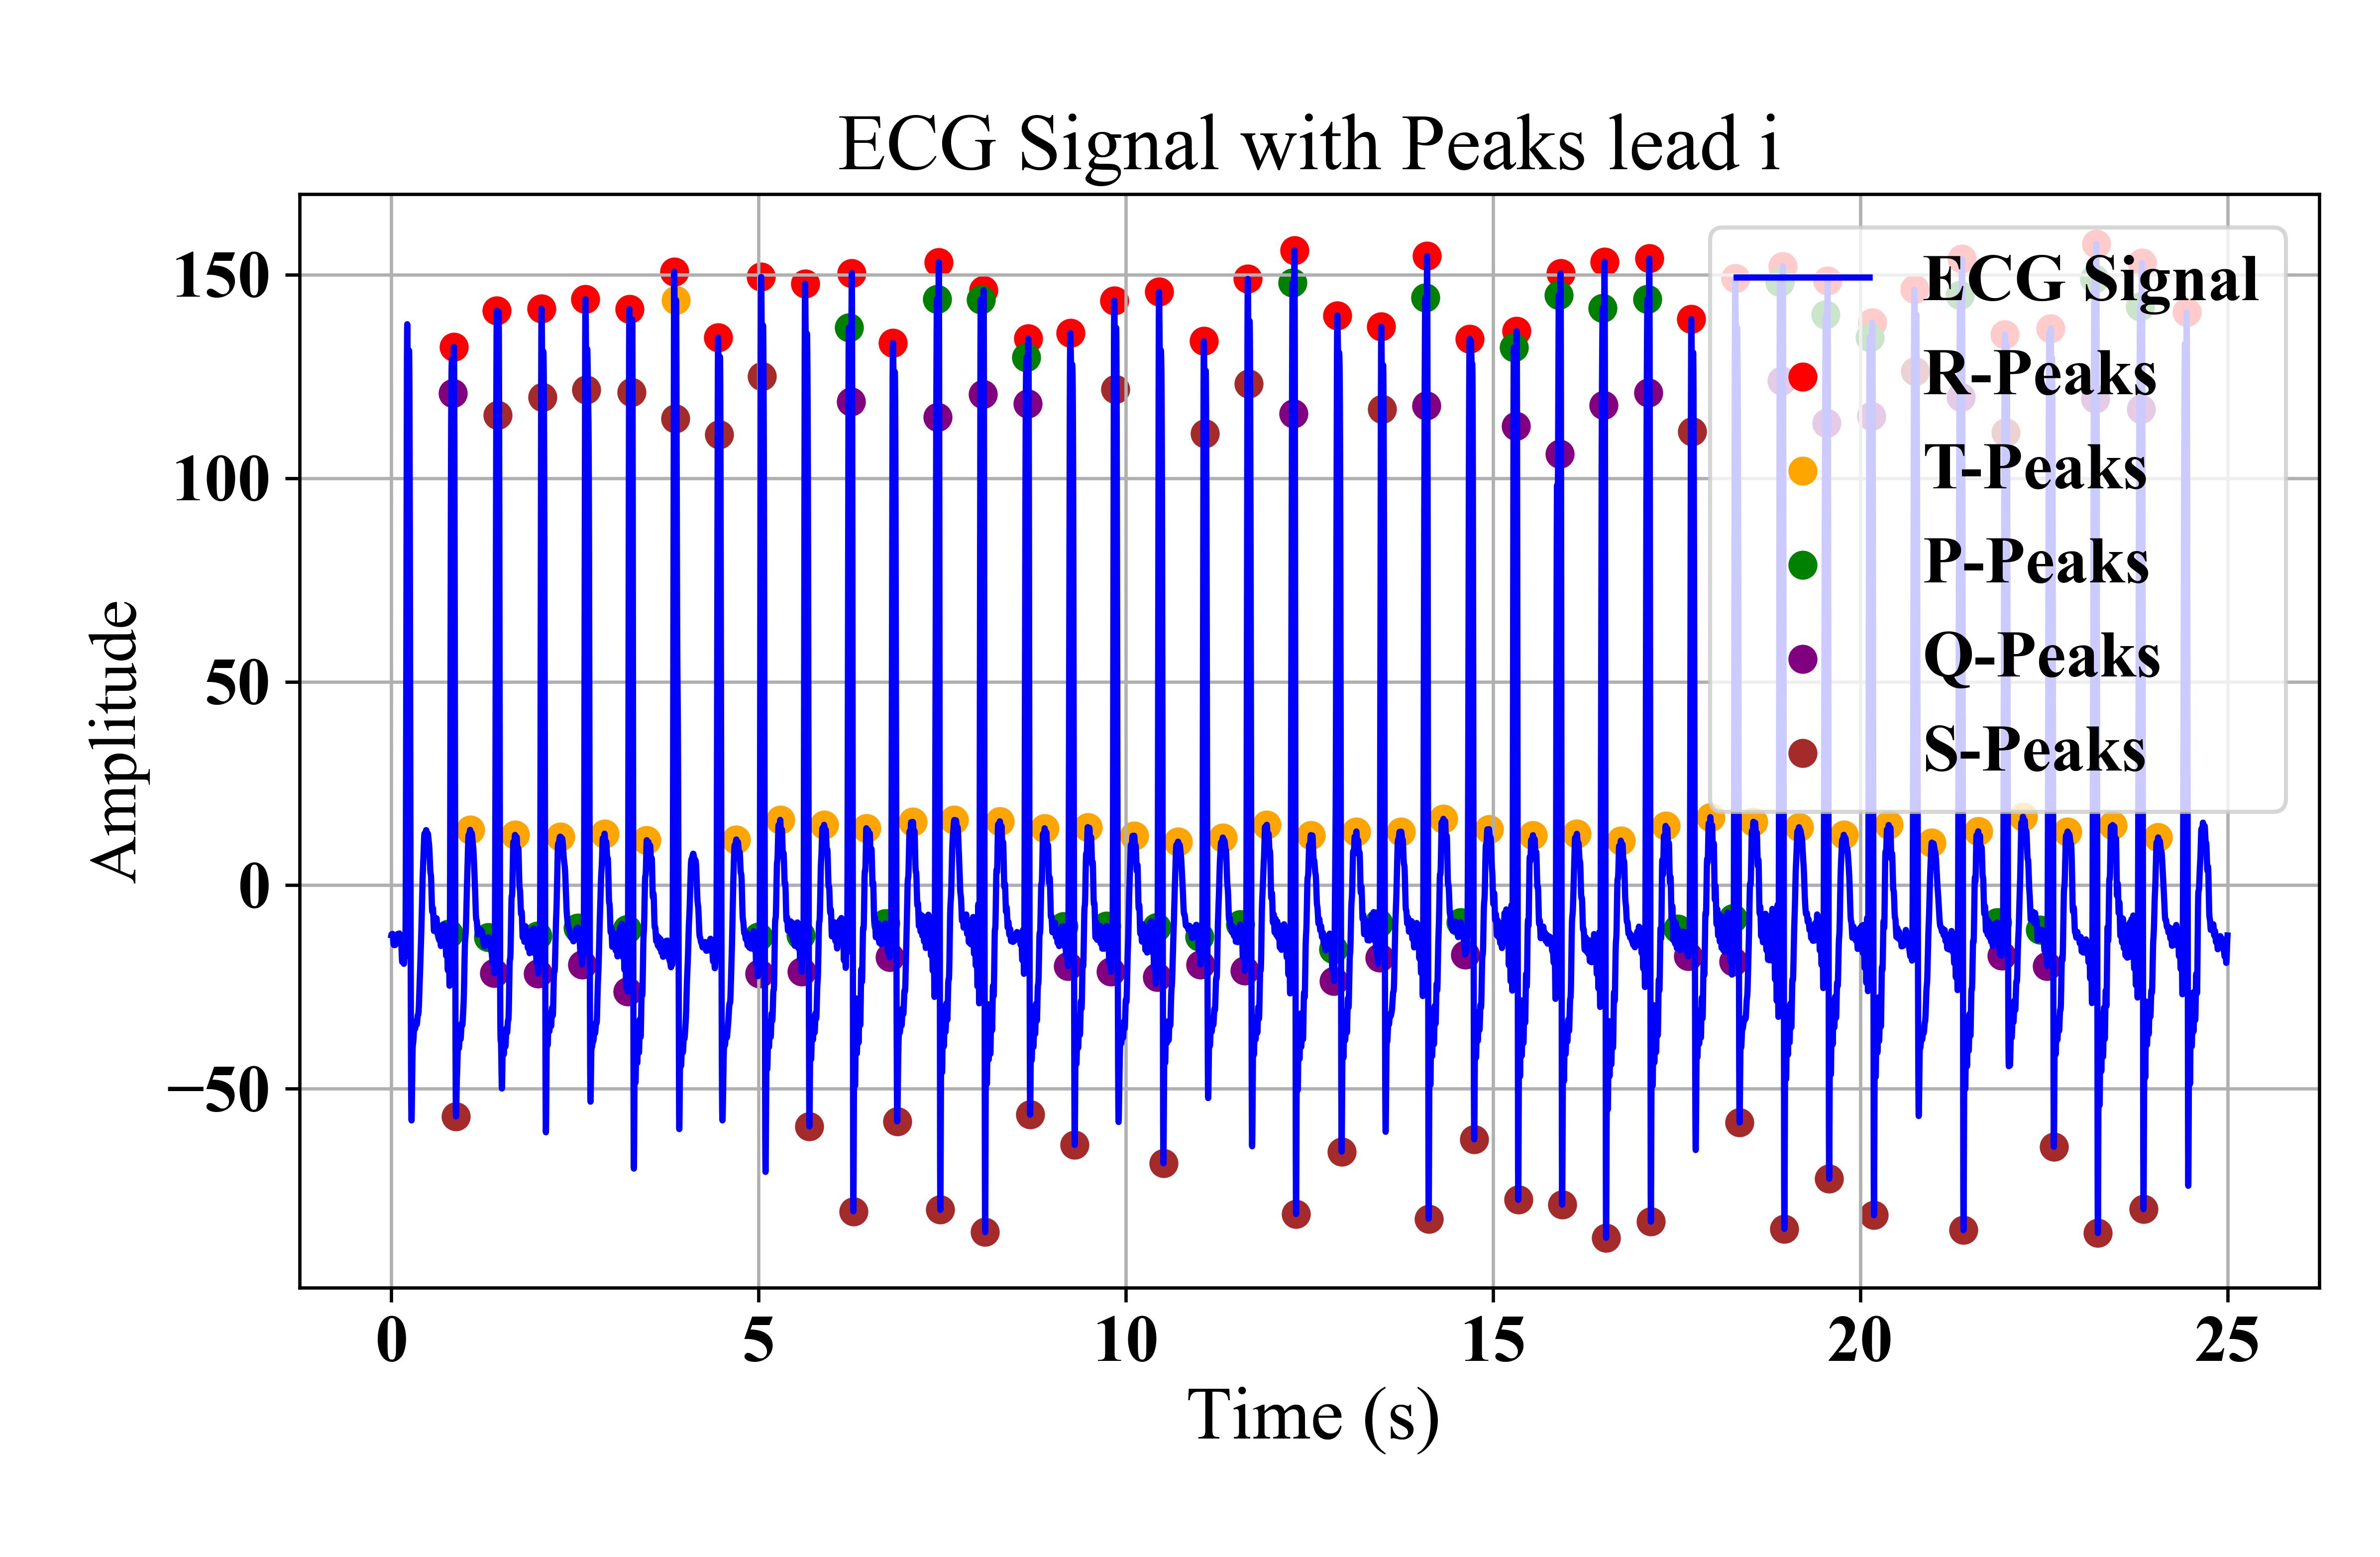 ECG Signal with Peaks lead i
150
100
50
0
−50
Amplitude
ECG Signal
R-Peaks
T-Peaks
P-Peaks
Q-Peaks
S-Peaks
0 5 10 15 20 25
Time (s)